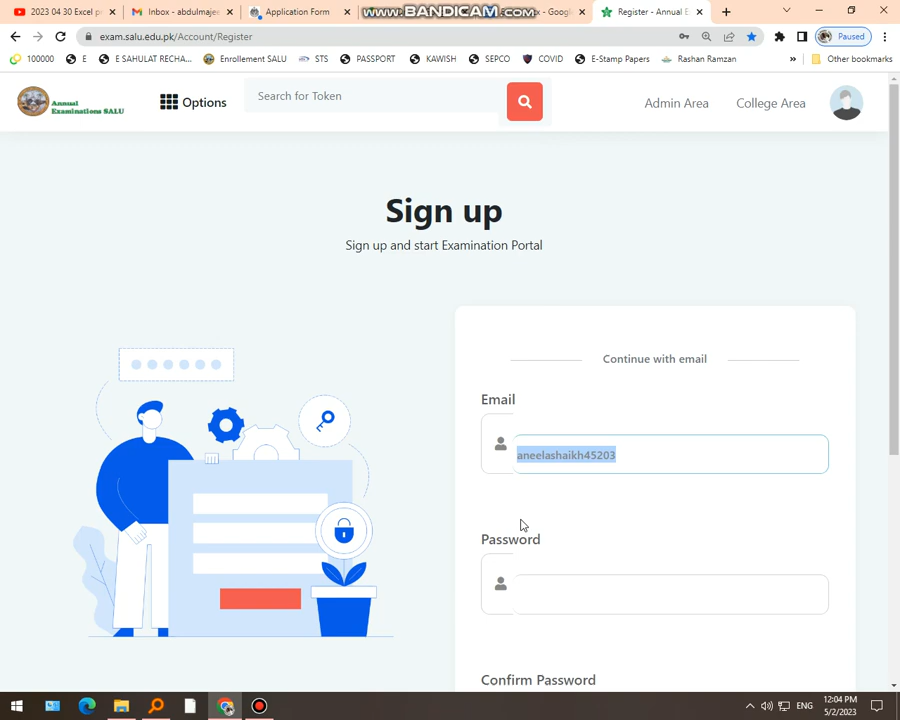 2023 04 30 Excel p
Inbox - abdulmajee
Application Form
www.BANDICAM.com
x - Goog
Register - Annual E
exam.salu.edu.pk/Account/Register
Paused
100000
E
E SAHULAT RECHA...
Enrollement SALU
STS
PASSPORT
KAWISH
SEPCO
COVID
E-Stamp Papers
Rashan Ramzan
»
Other bookmarks
Annual
Examinations SALU
Options
Search for Token
Admin Area
College Area
Sign up
Sign up and start Examination Portal
Continue with email
Email
aneelashaikh45203
Password
Confirm Password
ENG
12:04 PM
5/2/2023